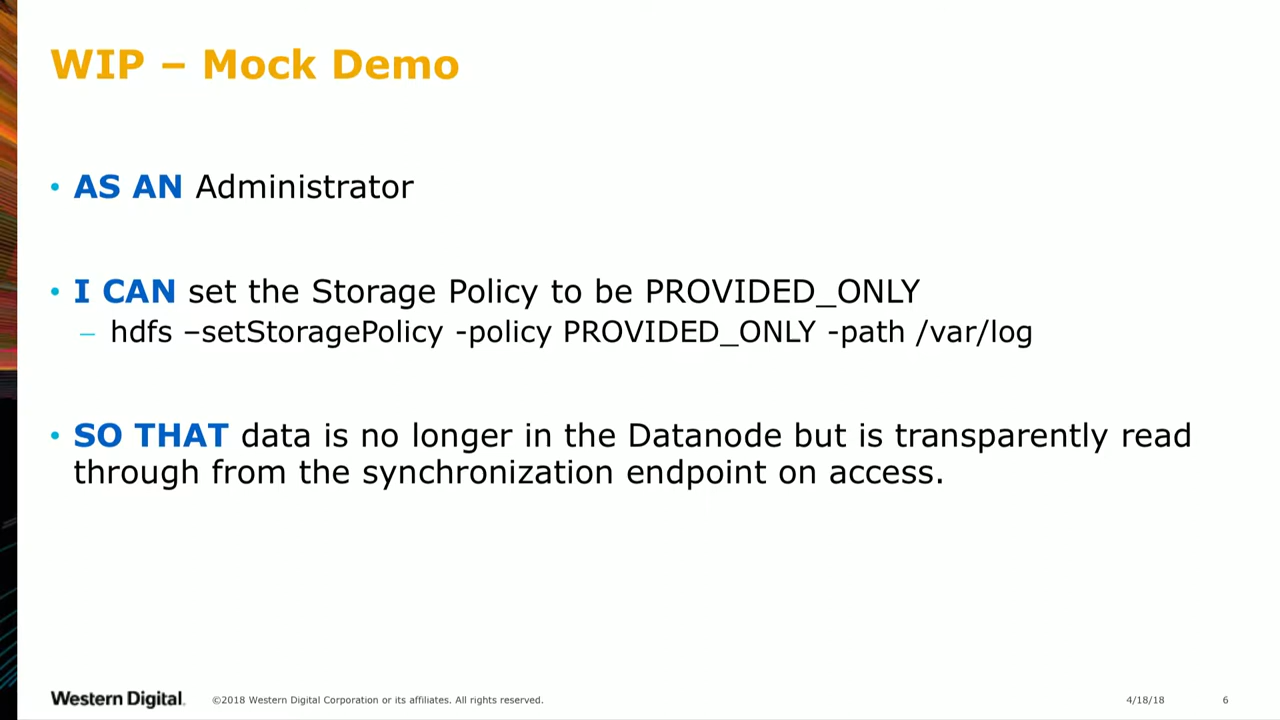 WIP – Mock Demo
• AS AN Administrator
• I CAN set the Storage Policy to be PROVIDED_ONLY
– hdfs –setStoragePolicy -policy PROVIDED_ONLY -path /var/log
• SO THAT data is no longer in the Datanode but is transparently read
through from the synchronization endpoint on access.
Western Digital. ©2018 Western Digital Corporation or its affiliates. All rights reserved. 4/18/18 6